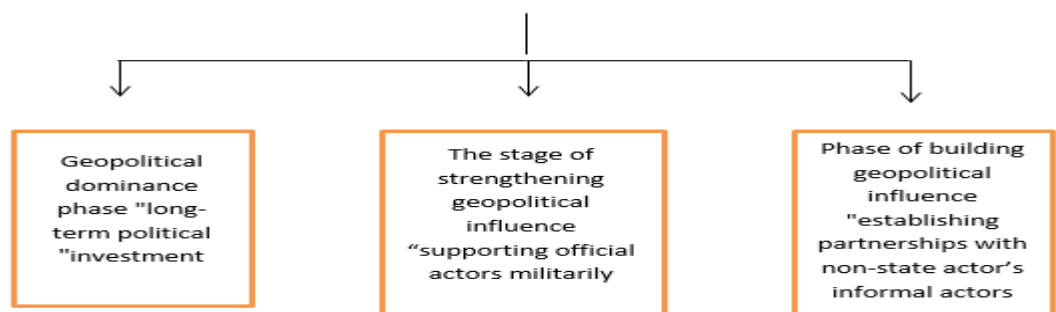 Geopolitical
dominance
phase "long-
term political
"investment
The stage of
strengthening
geopolitical
influence
“supporting official
actors militarily
Phase of building
geopolitical
influence
"establishing
partnerships with
non-state actor’s
informal actors